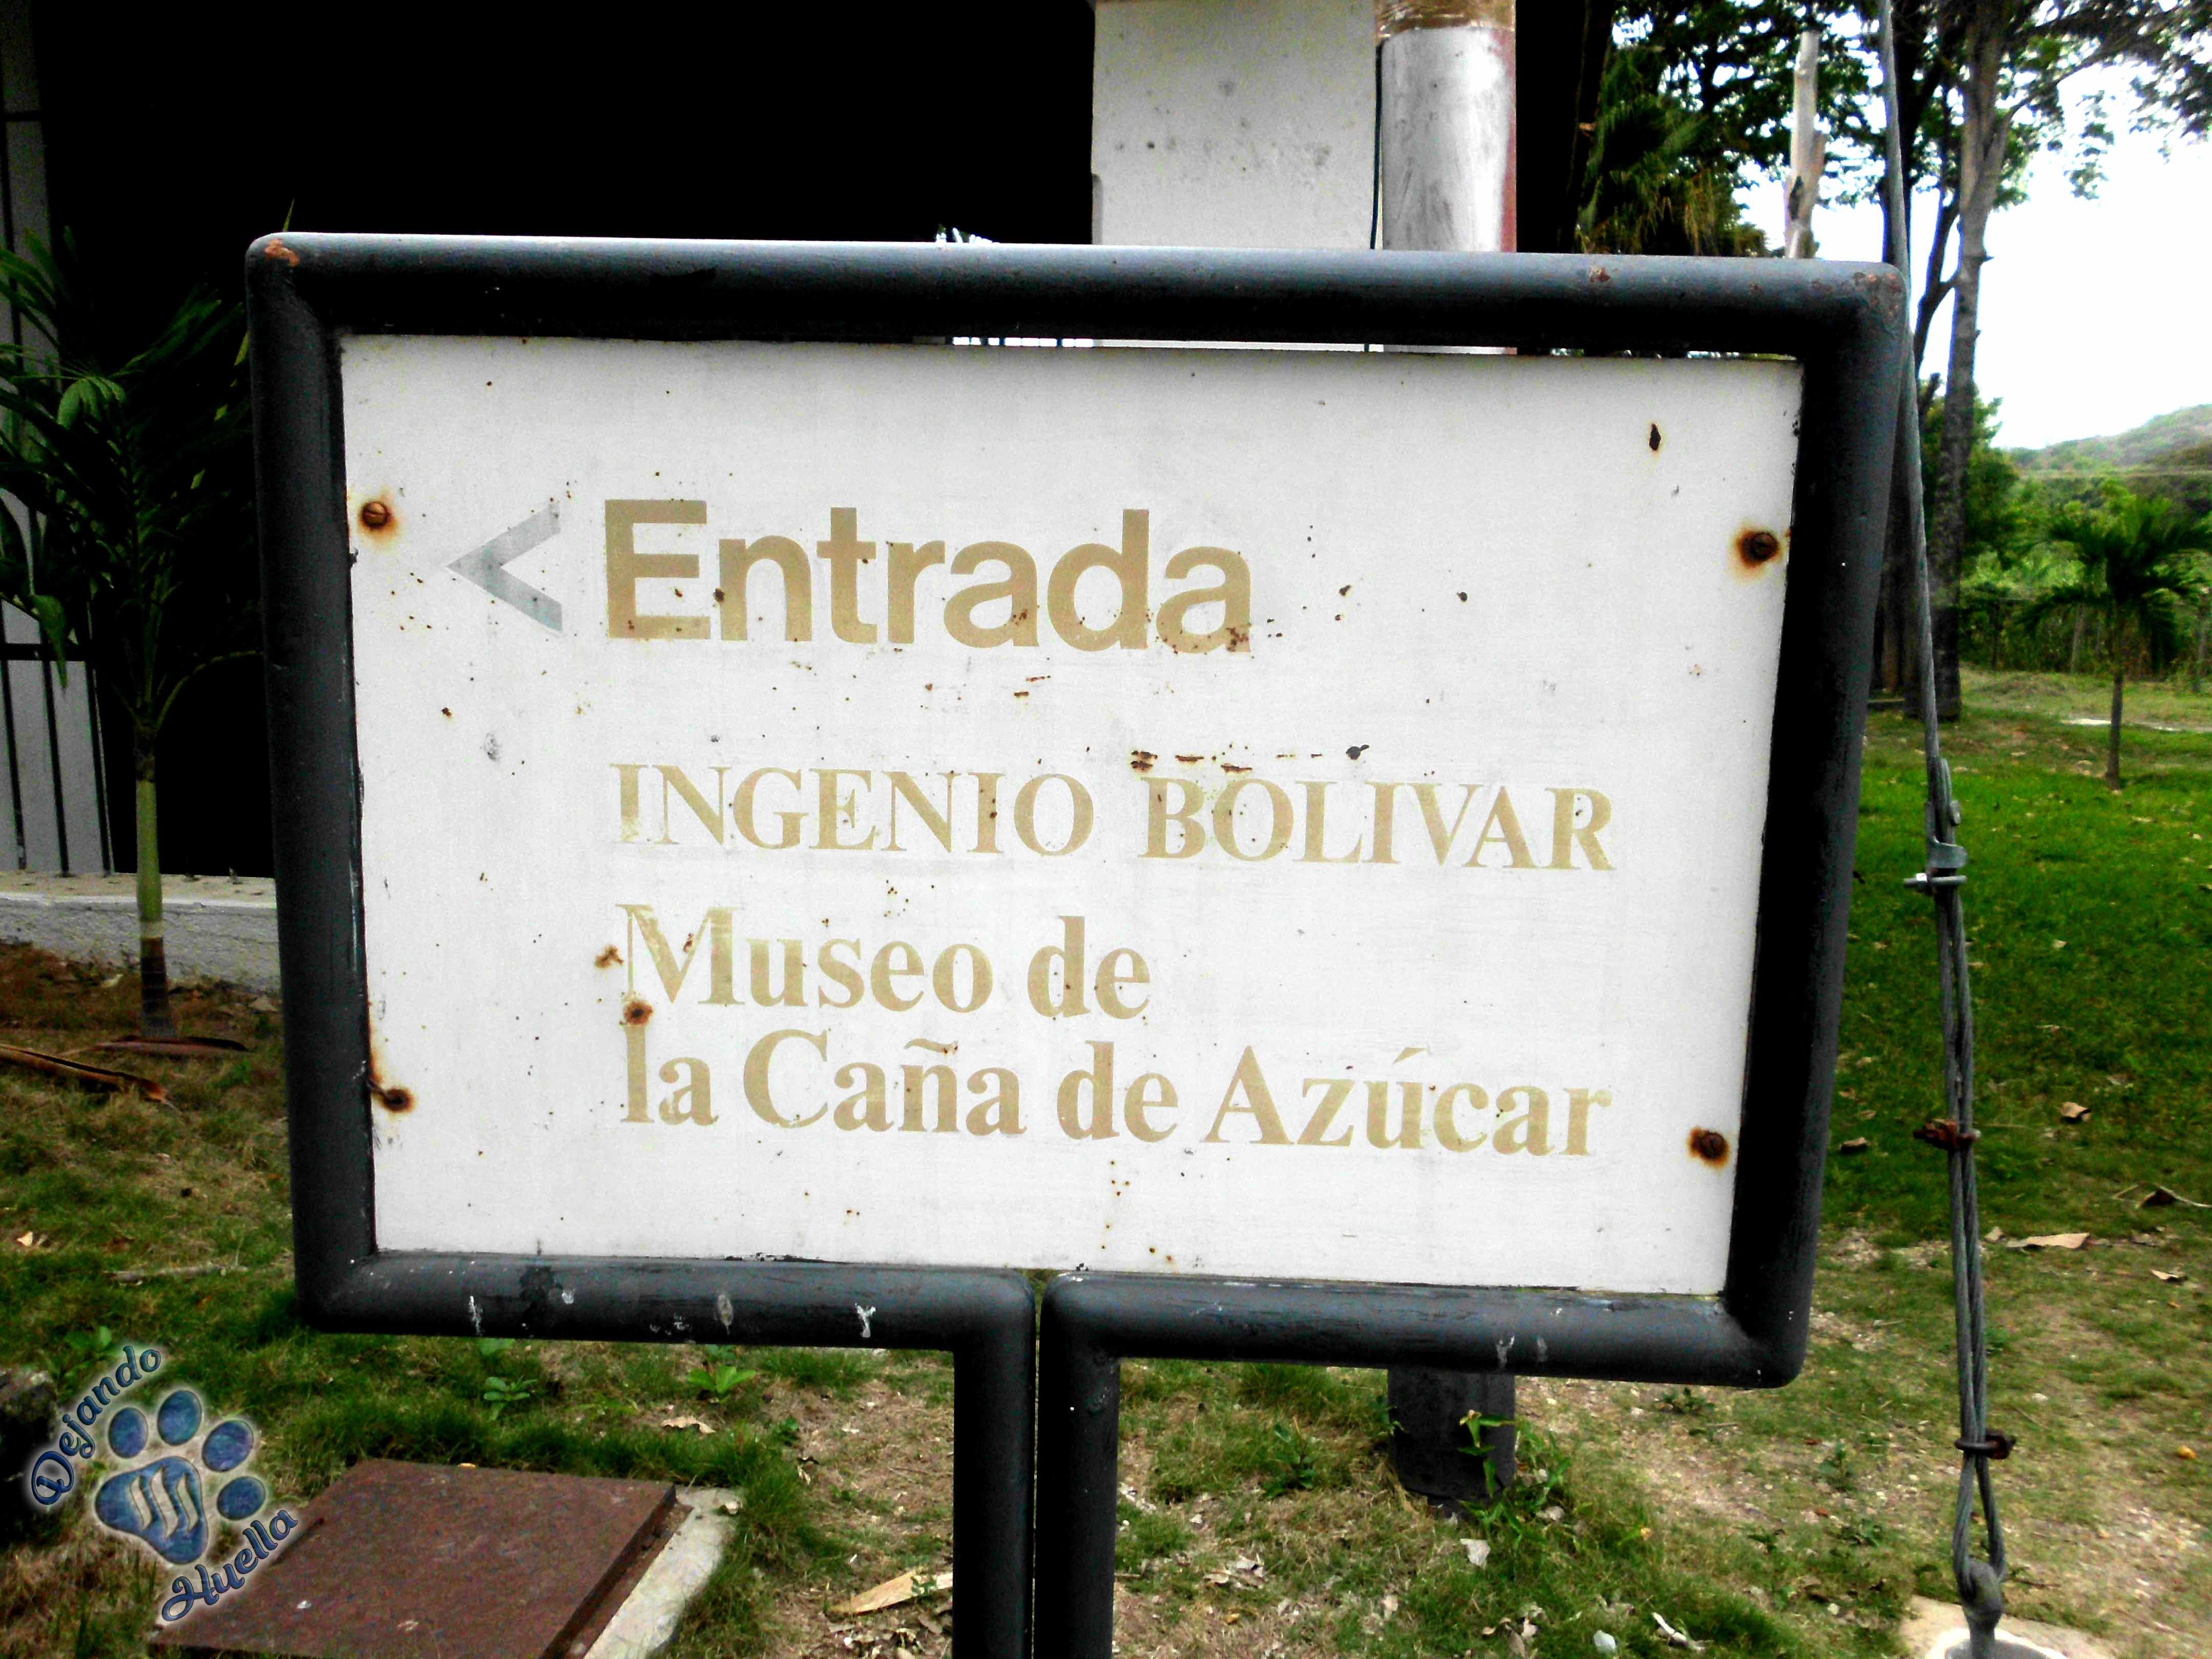 < Entrada
INGENIO BOLIVAR
Museo de
la Caña de Azúcar
Dejando
Huella